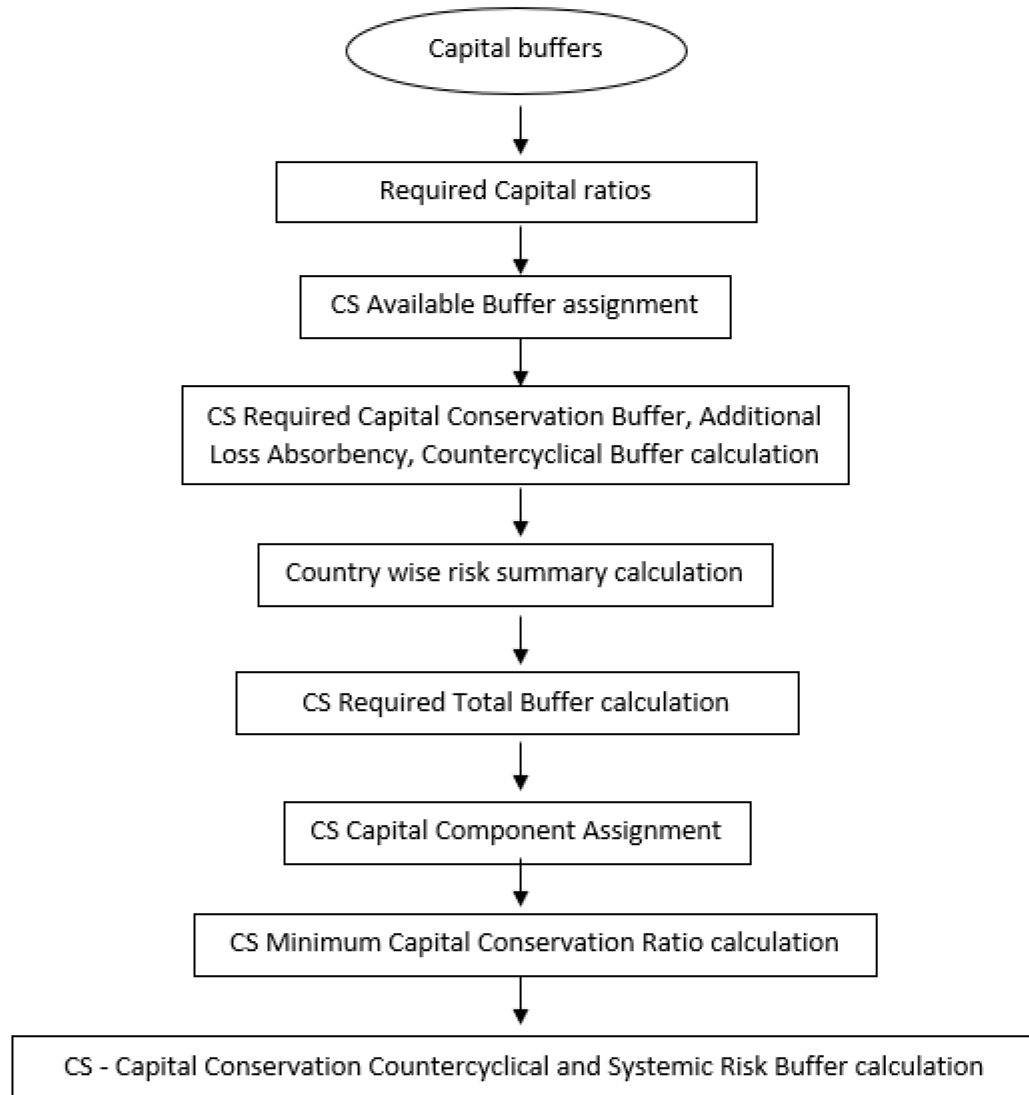 Capital buffers
Required Capital ratios
CS Available Buffer assignment
CS Required Capital Conservation Buffer, Additional
Loss Absorbency, Countercyclical Buffer calculation
Country wise risk summary calculation
CS Required Total Buffer calculation
CS Capital Component Assignment
CS Minimum Capital Conservation Ratio calculation
CS - Capital Conservation Countercyclical and Systemic Risk Buffer calculation